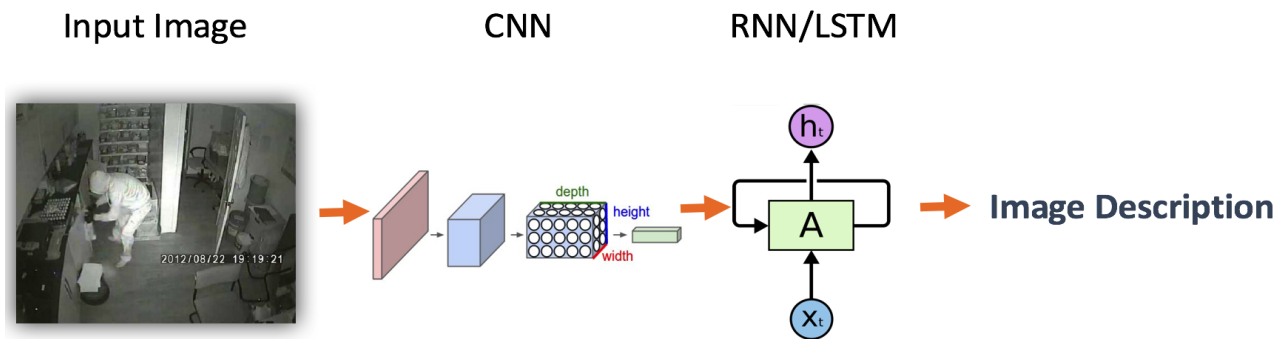 Input Image
CNN
RNN/LSTM
2012/08/22 19:19:21
depth
height
width
hₜ
A
Xₜ
Image Description